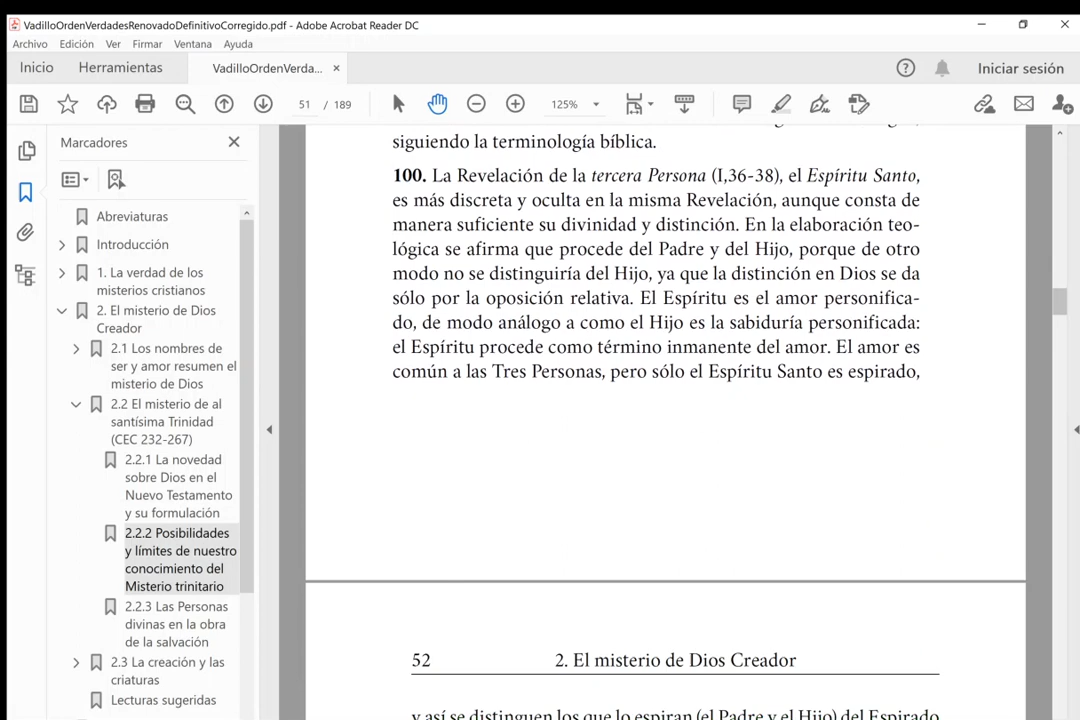 VadilloOrdenVerdadesRenovadoDefinitivoCorregido.pdf - Adobe Acrobat Reader DC
Archivo Edición Ver Firmar Ventana Ayuda
Inicio Herramientas VadilloOrdenVerda... × Iniciar sesión
51 / 189 125%
Marcadores
Abreviaturas
Introducción
1. La verdad de los
misterios cristianos
2. El misterio de Dios
Creador
2.1 Los nombres de
ser y amor resumen el
misterio de Dios
2.2 El misterio de al
santísima Trinidad
(CEC 232-267)
2.2.1 La novedad
sobre Dios en el
Nuevo Testamento
y su formulación
2.2.2 Posibilidades
y límites de nuestro
conocimiento del
Misterio trinitario
2.2.3 Las Personas
divinas en la obra
de la salvación
2.3 La creación y las
criaturas
Lecturas sugeridas
siguiendo la terminología bíblica.
100. La Revelación de la tercera Persona (I,36-38), el Espíritu Santo,
es más discreta y oculta en la misma Revelación, aunque consta de
manera suficiente su divinidad y distinción. En la elaboración teo-
lógica se afirma que procede del Padre y del Hijo, porque de otro
modo no se distinguiría del Hijo, ya que la distinción en Dios se da
sólo por la oposición relativa. El Espíritu es el amor personifica-
do, de modo análogo a como el Hijo es la sabiduría personificada:
el Espíritu procede como término inmanente del amor. El amor es
común a las Tres Personas, pero sólo el Espíritu Santo es espirado,
52 2. El misterio de Dios Creador
y así se distinguen los que lo espiran (el Padre y el Hijo) del Espirado